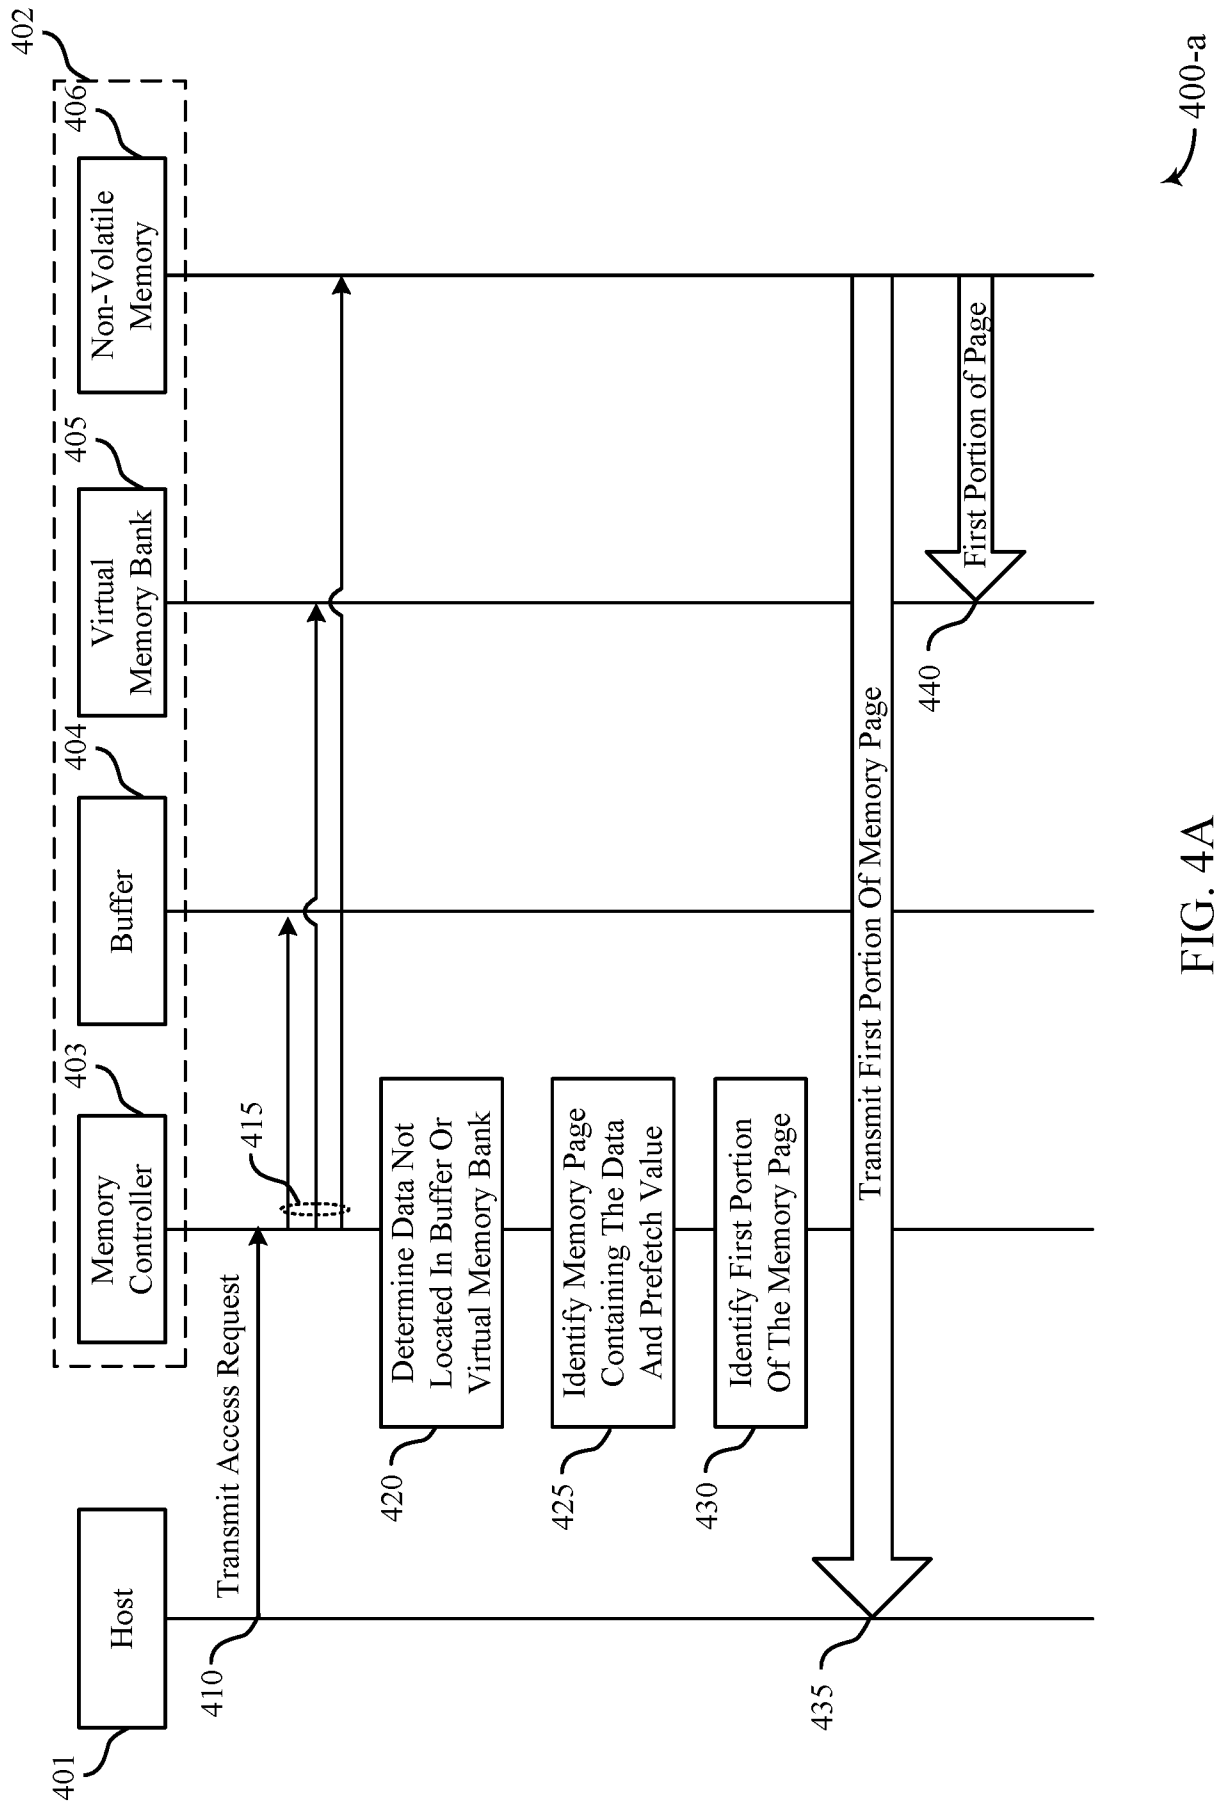 402
401
Host
403
Memory
Controller
404
Buffer
405
Virtual
Memory Bank
406
Non-Volatile
Memory
410
Transmit Access Request
415
420
Determine Data Not
Located In Buffer Or
Virtual Memory Bank
425
Identify Memory Page
Containing The Data
And Prefetch Value
430
Identify First Portion
Of The Memory Page
435
Transmit First Portion Of Memory Page
440
First Portion of Page
400-a
FIG. 4A